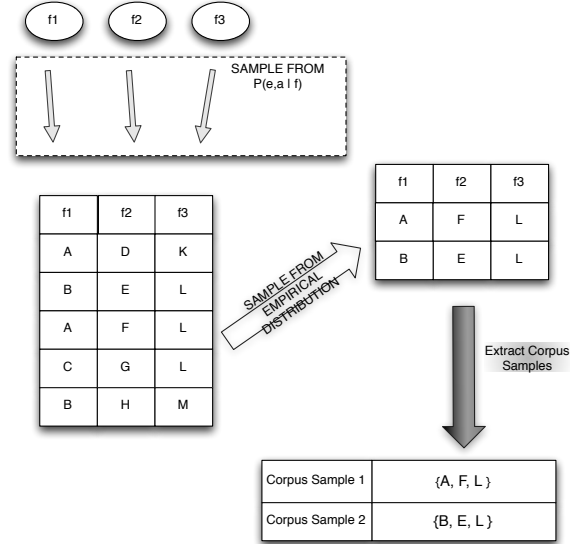 f1 f2 f3
SAMPLE FROM
P(e,a | f)
f1 f2 f3
A D K
B E L
A F L
C G L
B H M
SAMPLE FROM
EMPIRICAL
DISTRIBUTION
f1 f2 f3
A F L
B E L
Extract Corpus
Samples
Corpus Sample 1 {A, F, L }
Corpus Sample 2 {B, E, L }